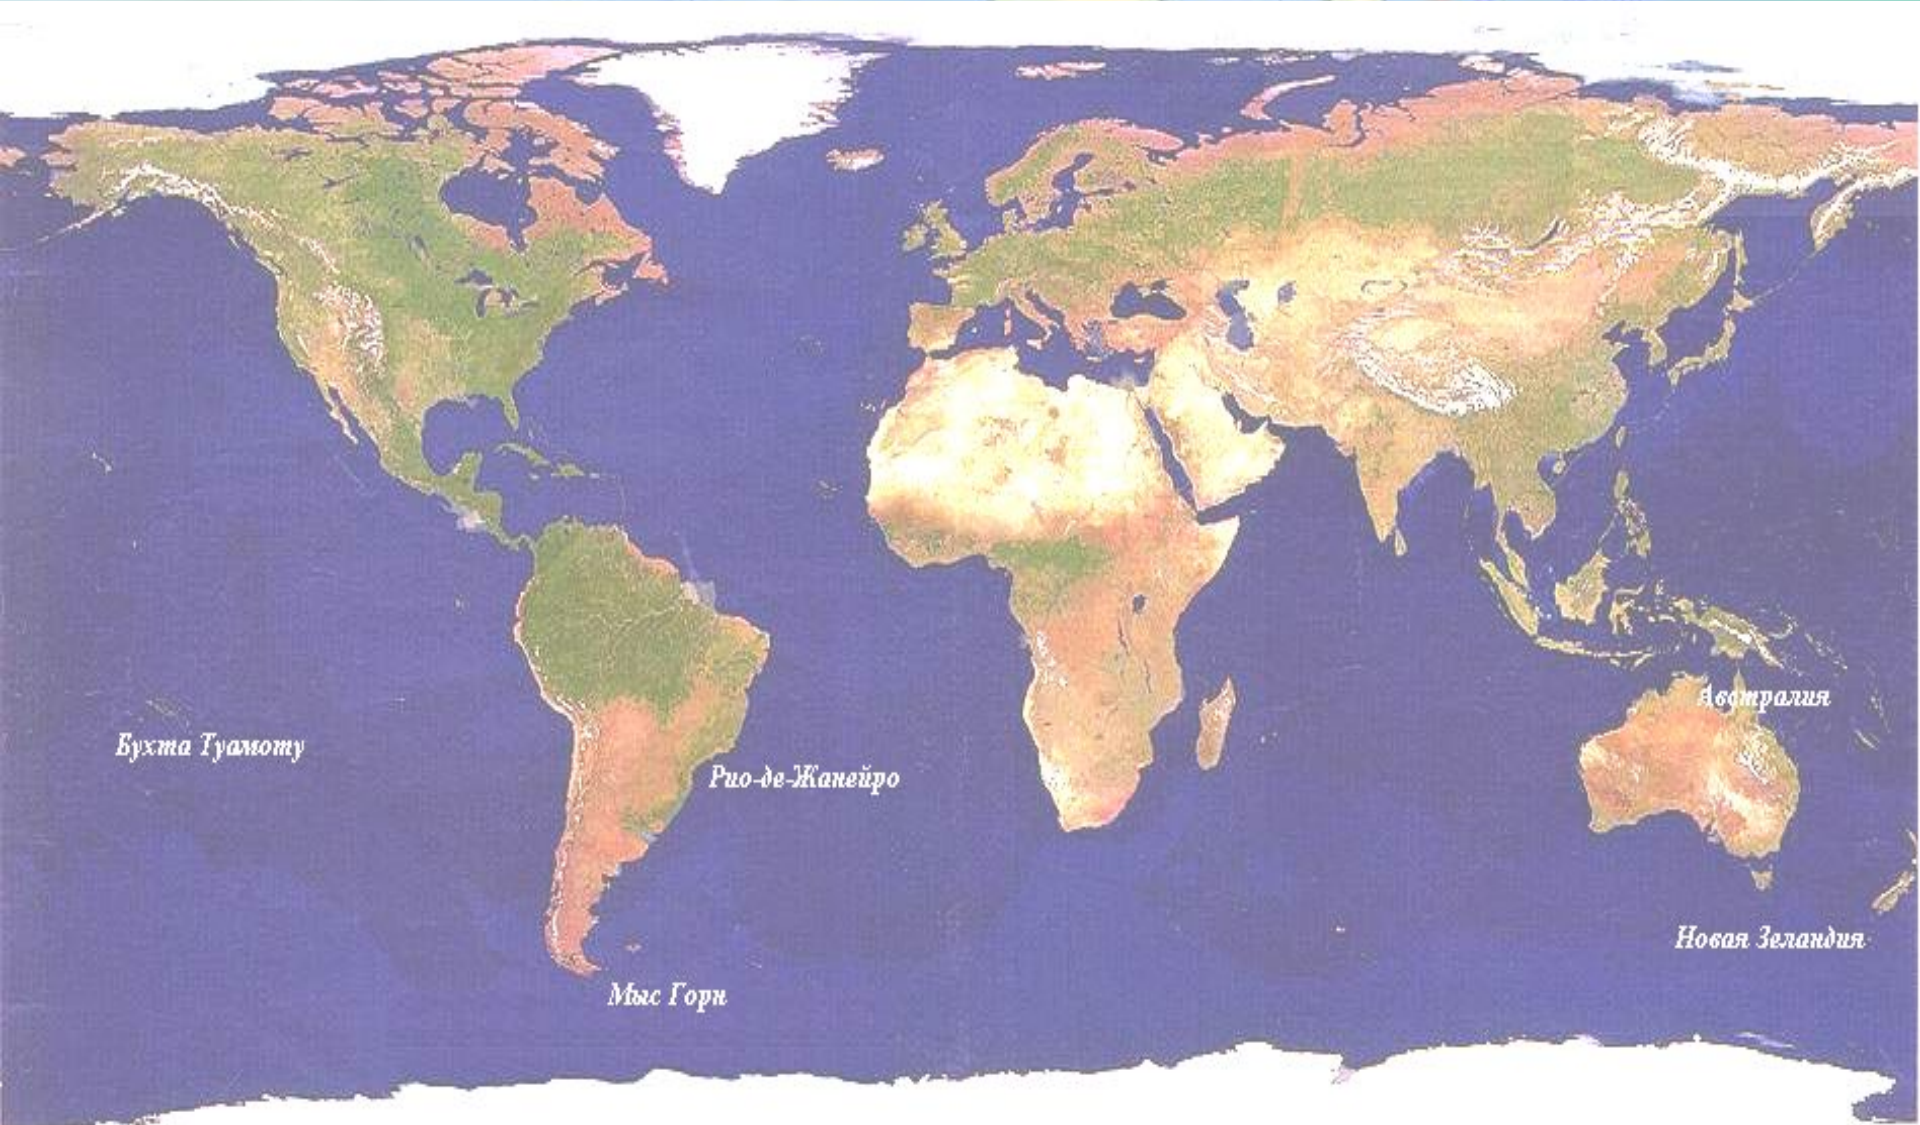 Австралия
Бухта Туамоту
Рио-де-Жанейро
Новая Зеландия
Мыс Горн